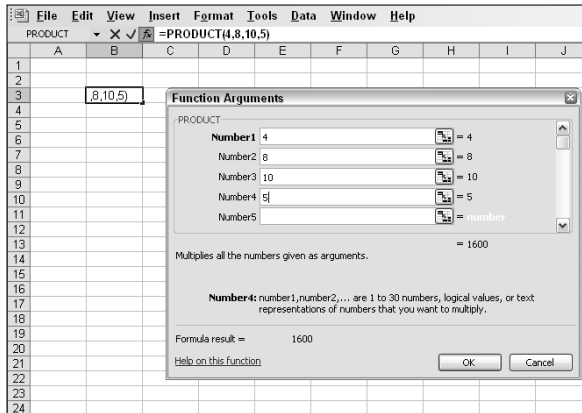 File Edit View Insert Format Tools Data Window Help
PRODUCT =PRODUCT(4,8,10,5)
A B C D E F G H I J
1
2
3 ,8,10,5)
4
5
6
7
8
9
10
11
12
13
14
15
16
17
18
19
20
21
22
23
24
Function Arguments
PRODUCT
Number1 4 = 4
Number2 8 = 8
Number3 10 = 10
Number4 5 = 5
Number5 = number
= 1600
Multiplies all the numbers given as arguments.
Number4: number1,number2,... are 1 to 30 numbers, logical values, or text
representations of numbers that you want to multiply.
Formula result = 1600
Help on this function OK Cancel